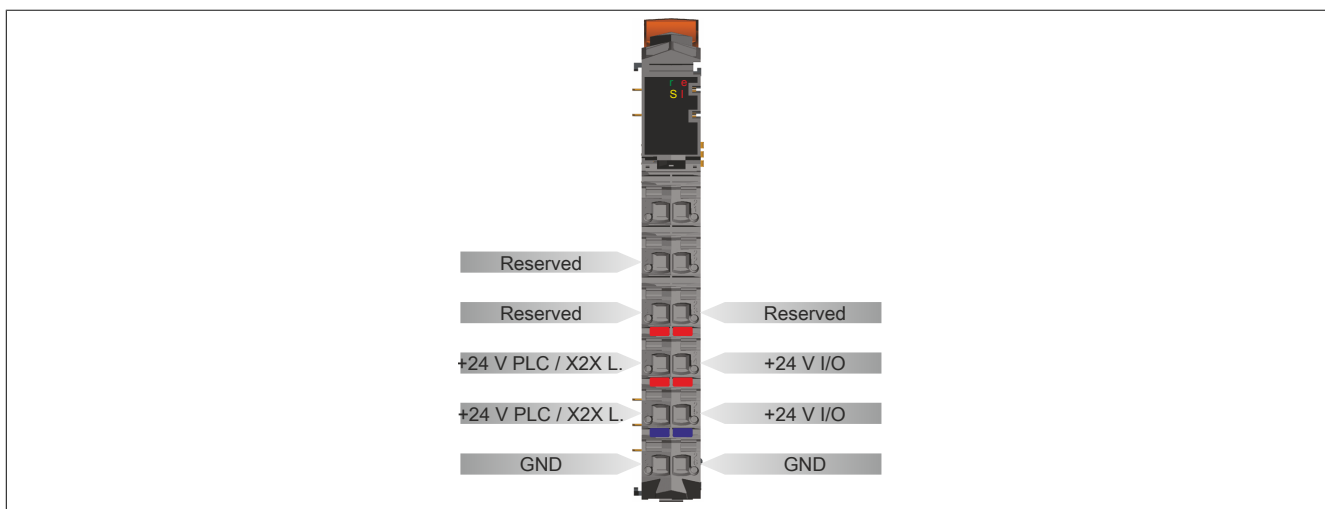 r e
S I
Reserved
Reserved Reserved
+24 V PLC / X2X L. +24 V I/O
+24 V PLC / X2X L. +24 V I/O
GND GND